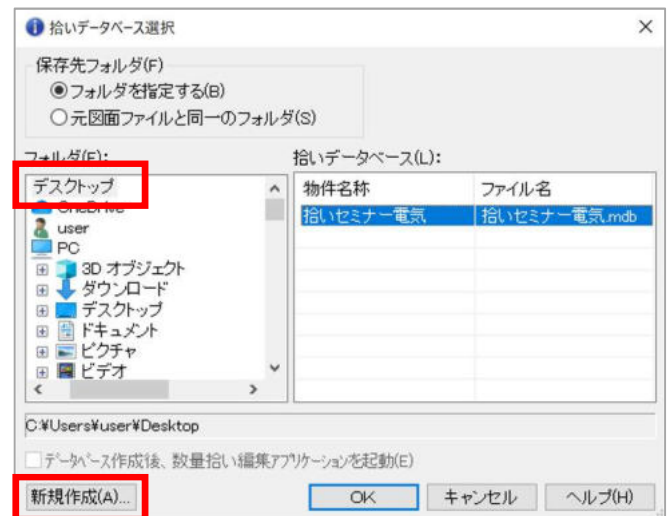 拾いデータベース選択
保存先フォルダ(F)
フォルダを指定する(B)
元図面ファイルと同一のフォルダ(S)
フォルダ(E):
デスクトップ
OneDrive
user
PC
3D オブジェクト
ダウンロード
デスクトップ
ドキュメント
ピクチャ
ビデオ
拾いデータベース(L):
物件名称 ファイル名
拾いセミナー電気 拾いセミナー電気.mdb
C:¥Users¥user¥Desktop
データベース作成後、数量拾い編集アプリケーションを起動(E)
新規作成(A)... OK キャンセル ヘルプ(H)